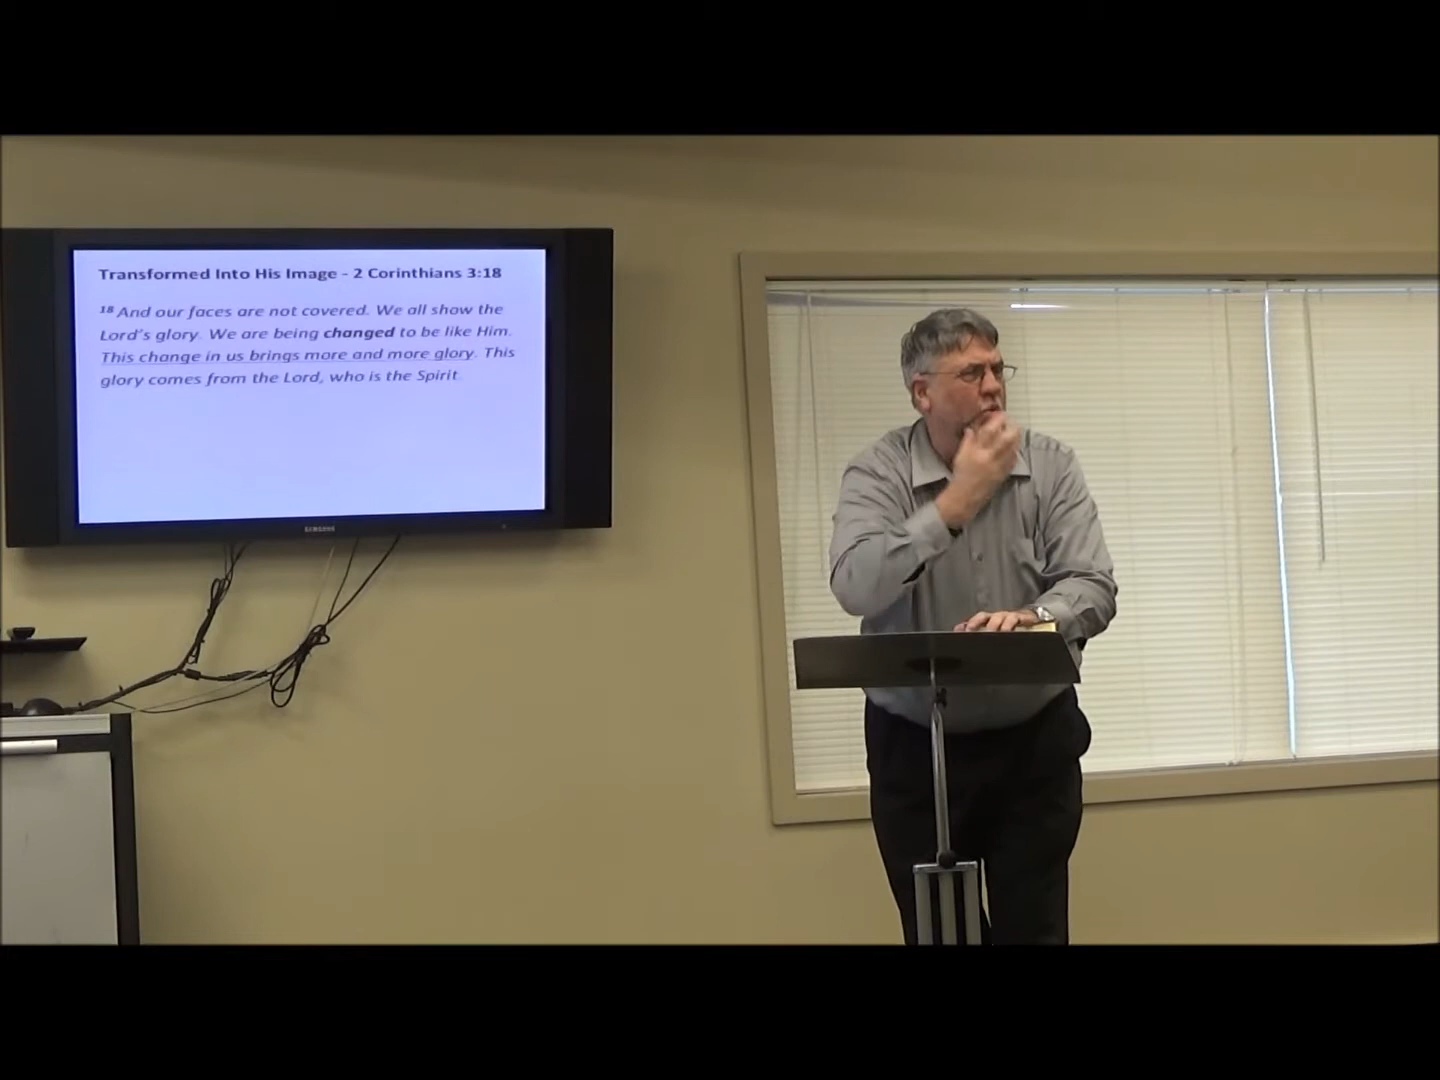 Transformed Into His Image - 2 Corinthians 3:18
18 And our faces are not covered. We all show the
Lord's glory. We are being changed to be like Him.
This change in us brings more and more glory. This
glory comes from the Lord, who is the Spirit.
SAMSUNG